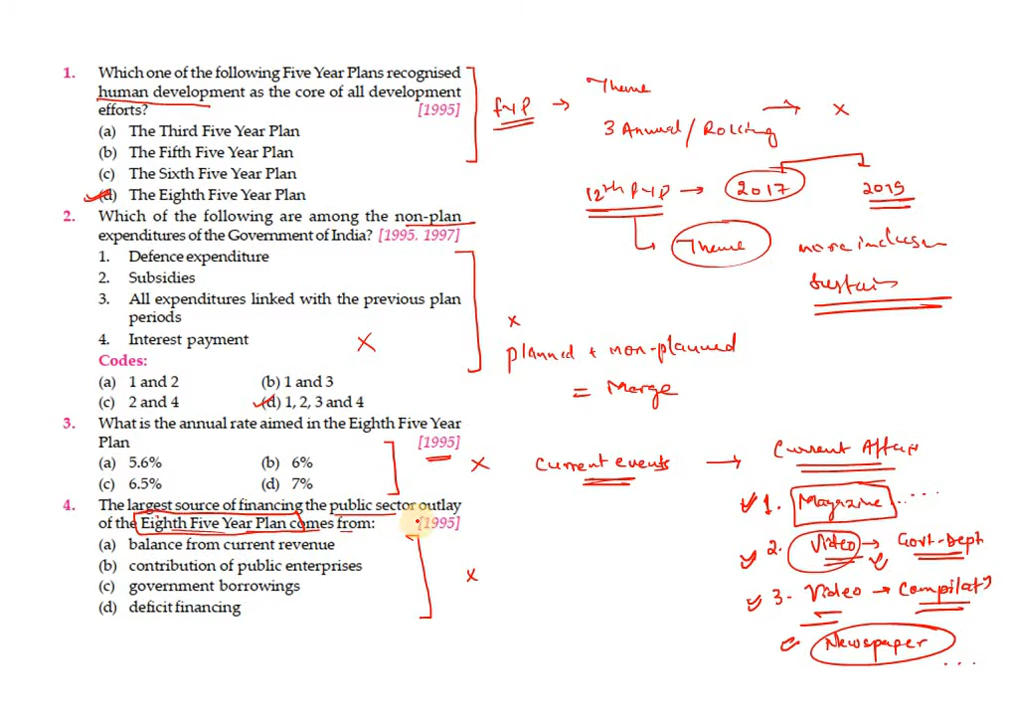 1. Which one of the following Five Year Plans recognised
human development as the core of all development
efforts? [1995]
(a) The Third Five Year Plan
(b) The Fifth Five Year Plan
(c) The Sixth Five Year Plan
(d) The Eighth Five Year Plan
2. Which of the following are among the non-plan
expenditures of the Government of India? [1995. 1997]
1. Defence expenditure
2. Subsidies
3. All expenditures linked with the previous plan
periods
4. Interest payment
Codes:
(a) 1 and 2 (b) 1 and 3
(c) 2 and 4 (d) 1, 2, 3 and 4
3. What is the annual rate aimed in the Eighth Five Year
Plan [1995]
(a) 5.6% (b) 6%
(c) 6.5% (d) 7%
4. The largest source of financing the public sector outlay
of the Eighth Five Year Plan comes from: [1995]
(a) balance from current revenue
(b) contribution of public enterprises
(c) government borrowings
(d) deficit financing
FYP → Theme
3 Annual / Rolling → x
12th FYP → 2017
Theme more
planned + non-planned
= Merge
Current events → Current Affair
1. Magazine ....
2. Video → Govt-Dept
3. Video →
Newspaper
...